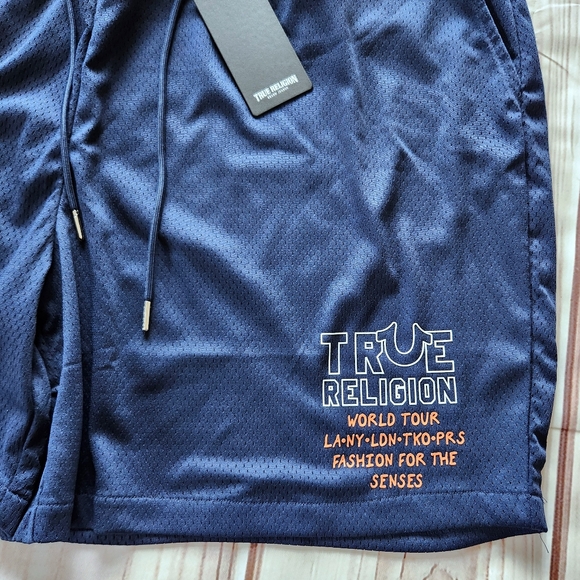 TRUE RELIGION
TRUE
RELIGION
WORLD TOUR
LA•NY•LDN•TKO•PRS
FASHION FOR THE
SENSES